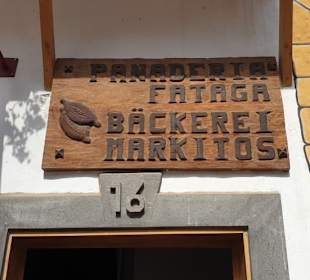 PANADERIA
FATAGA
BÄCKEREI
MARKITOS
16